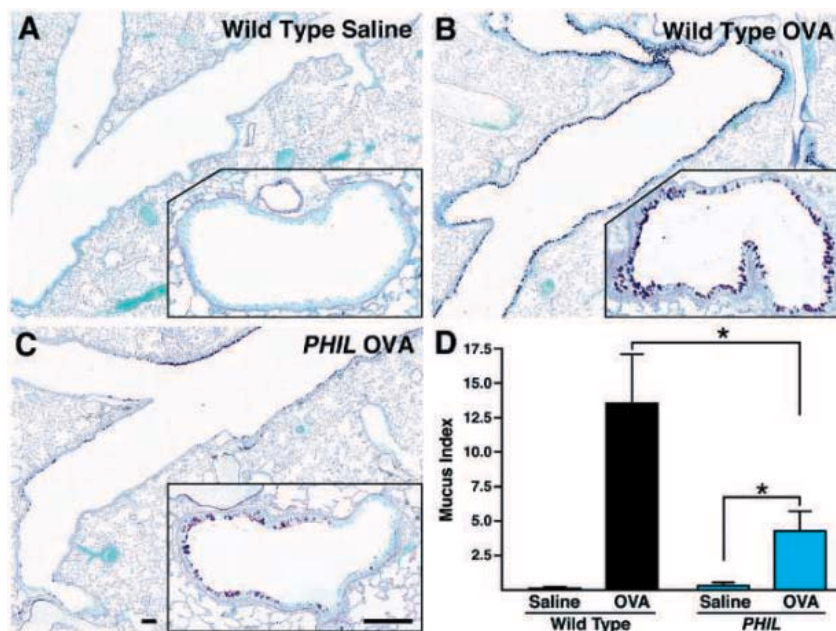 A Wild Type Saline
B Wild Type OVA
C PHIL OVA
D
Mucus Index
17.5
15.0
12.5
10.0
7.5
5.0
2.5
*
*
Saline OVA Saline OVA
Wild Type PHIL